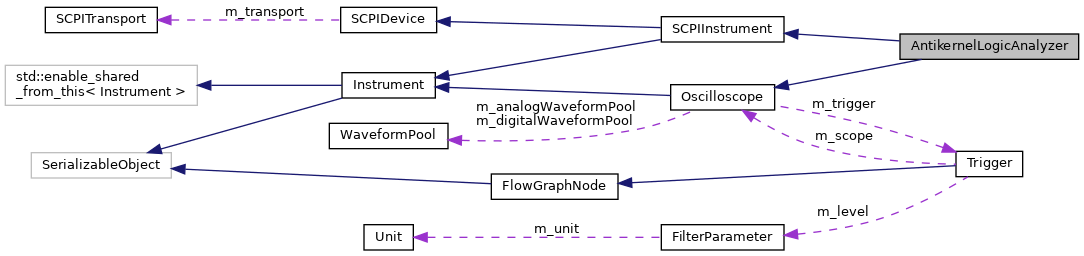 SCPITransport
m_transport
SCPIDevice
SCPIInstrument
AntikernelLogicAnalyzer
std::enable_shared
_from_this< Instrument >
Instrument
Oscilloscope
m_analogWaveformPool
m_digitalWaveformPool
m_trigger
WaveformPool
m_scope
SerializableObject
Trigger
FlowGraphNode
m_level
Unit
m_unit
FilterParameter